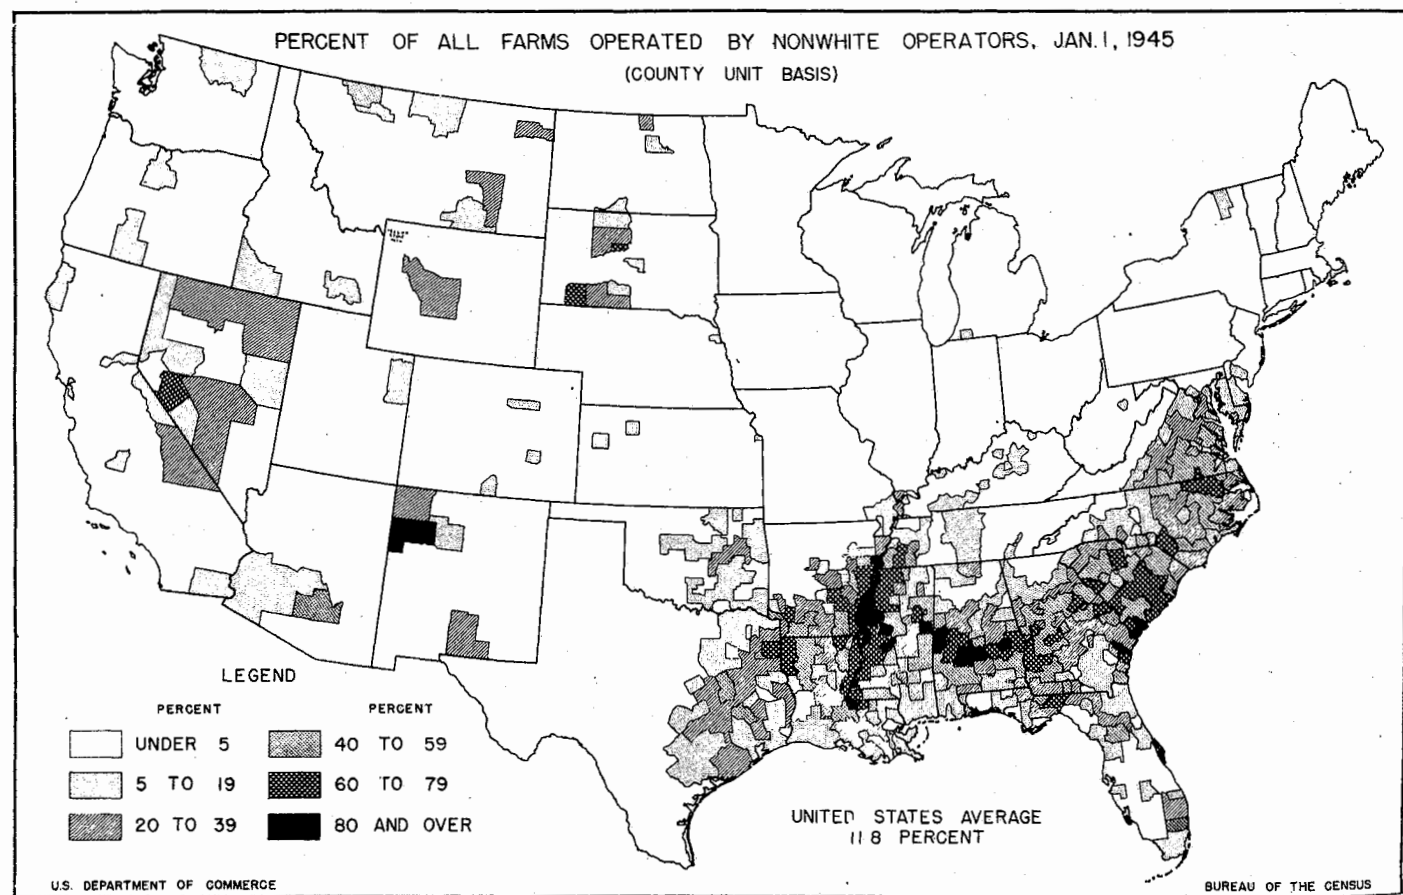 PERCENT OF ALL FARMS OPERATED BY NONWHITE OPERATORS, JAN. 1, 1945
(COUNTY UNIT BASIS)
LEGEND
PERCENT PERCENT
UNDER 5 40 TO 59
5 TO 19 60 TO 79
20 TO 39 80 AND OVER
UNITED STATES AVERAGE
11.8 PERCENT
U.S. DEPARTMENT OF COMMERCE BUREAU OF THE CENSUS